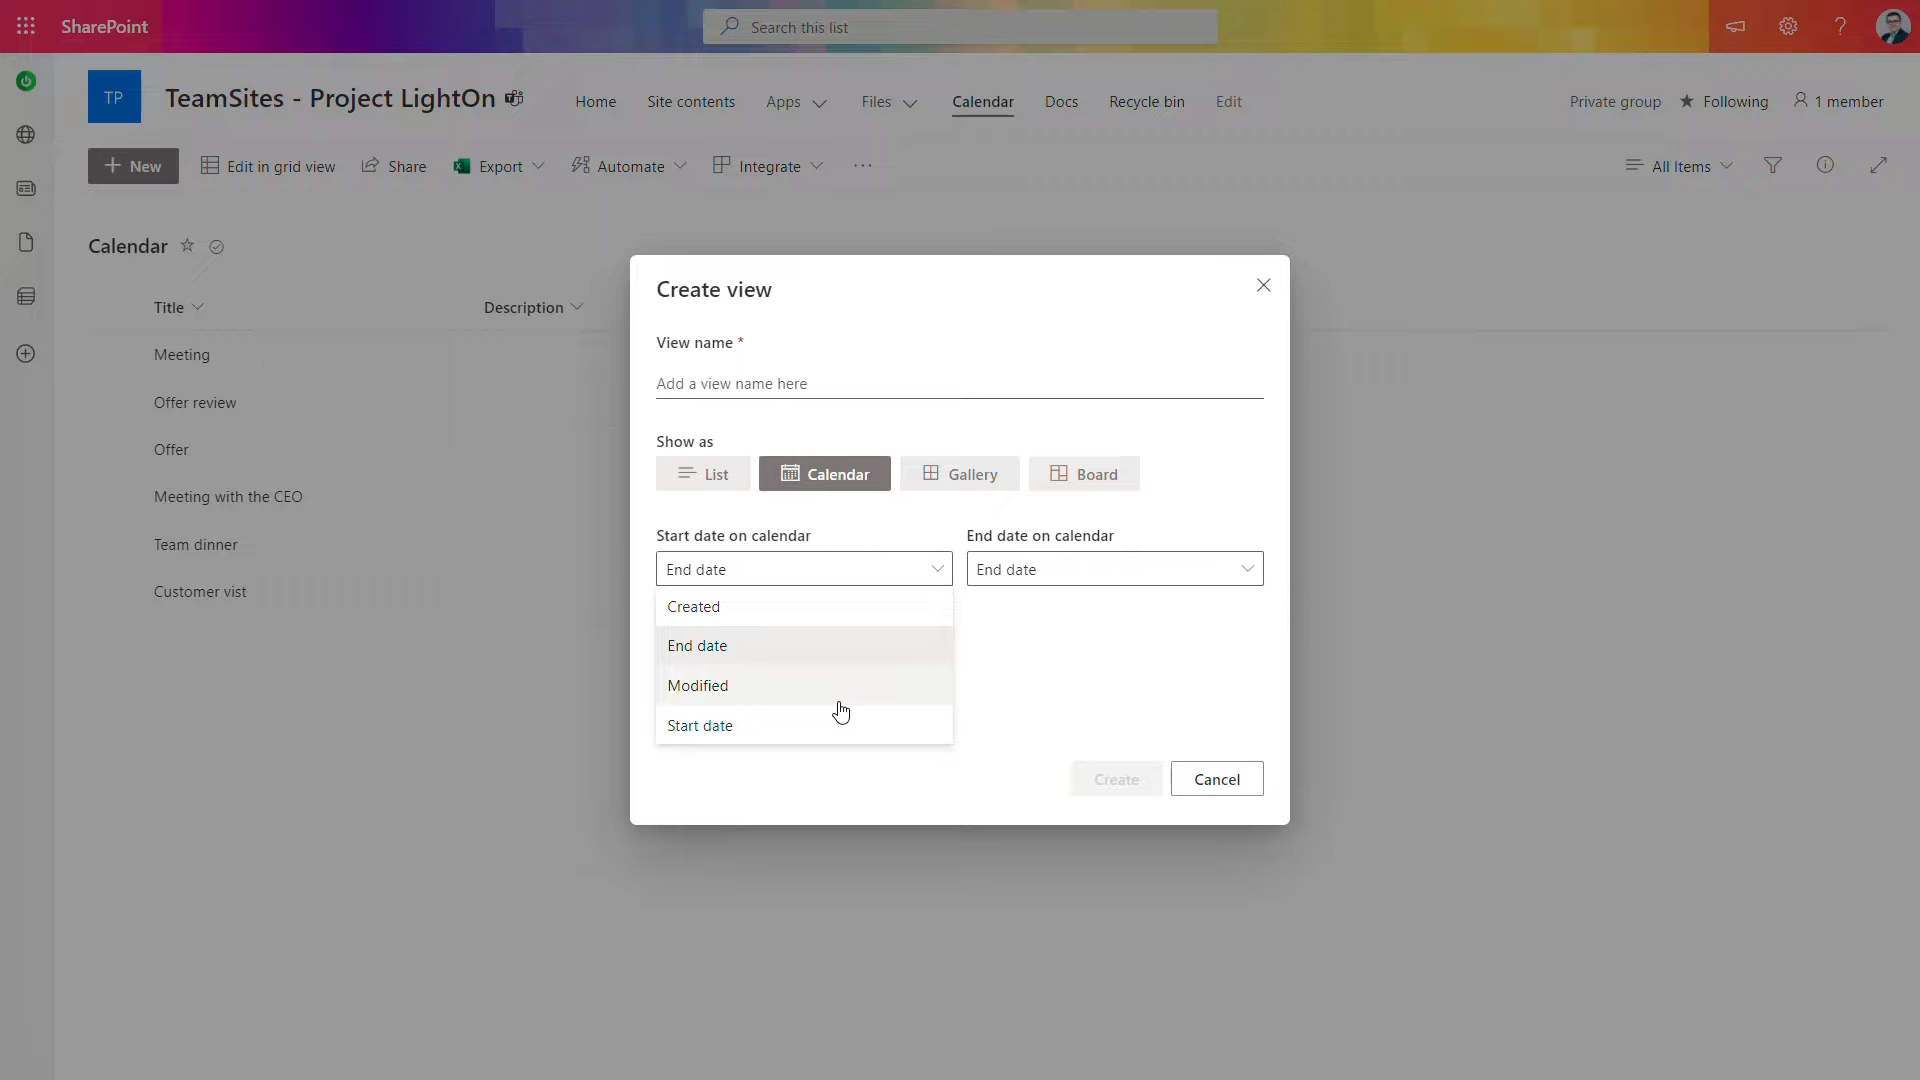 SharePoint
Search this list
TP
TeamSites - Project LightOn
Home
Site contents
Apps
Files
Calendar
Docs
Recycle bin
Edit
Private group
Following
1 member
New
Edit in grid view
Share
Export
Automate
Integrate
...
All Items
Calendar
Title
Description
Meeting
Offer review
Offer
Meeting with the CEO
Team dinner
Customer vist
Create view
View name *
Add a view name here
Show as
List
Calendar
Gallery
Board
Start date on calendar
End date on calendar
End date
End date
Created
End date
Modified
Start date
Create
Cancel